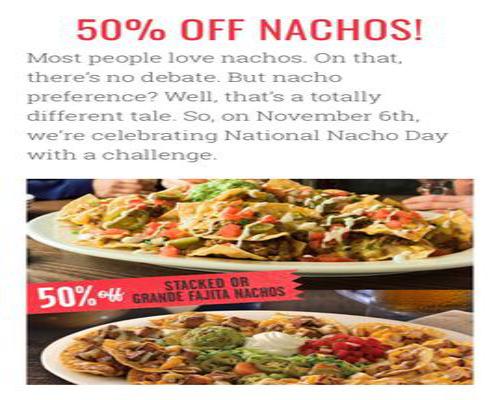 50% OFF NACHOS!
Most people love nachos. On that,
there's no debate. But nacho
preference? Well, that's a totally
different tale. So, on November 6th,
we're celebrating National Nacho Day
with a challenge.
50% off STACKED OR
GRANDE FAJITA NACHOS